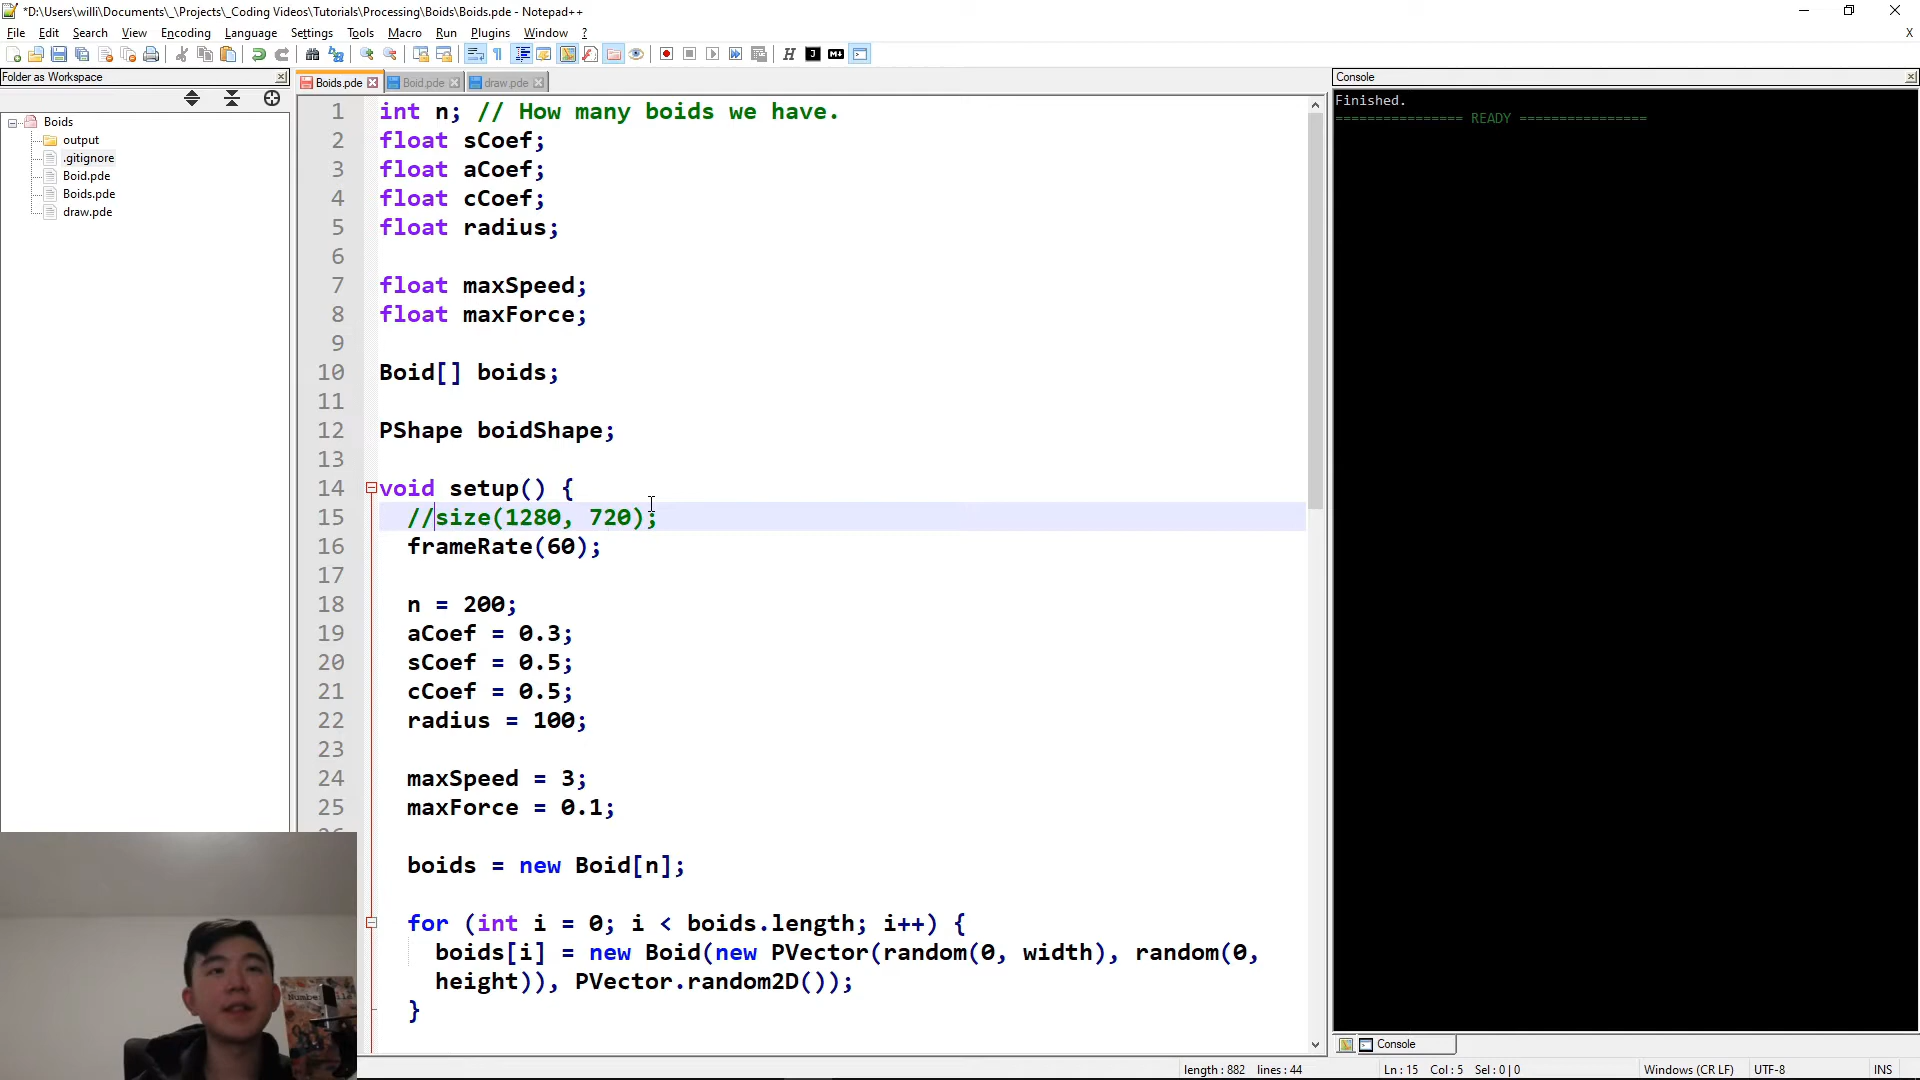 *D:\Users\willi\Documents\_\Projects\_Coding Videos\Tutorials\Processing\Boids\Boids.pde - Notepad++
File Edit Search View Encoding Language Settings Tools Macro Run Plugins Window ? X
Folder as Workspace
Boids.pde Boid.pde draw.pde
Console
Boids
output
.gitignore
Boid.pde
Boids.pde
draw.pde
1 int n; // How many boids we have.
2 float sCoef;
3 float aCoef;
4 float cCoef;
5 float radius;
6
7 float maxSpeed;
8 float maxForce;
9
10 Boid[] boids;
11
12 PShape boidShape;
13
14 void setup() {
15 //size(1280, 720);
16 frameRate(60);
17
18 n = 200;
19 aCoef = 0.3;
20 sCoef = 0.5;
21 cCoef = 0.5;
22 radius = 100;
23
24 maxSpeed = 3;
25 maxForce = 0.1;
boids = new Boid[n];
for (int i = 0; i < boids.length; i++) {
boids[i] = new Boid(new PVector(random(0, width), random(0,
height)), PVector.random2D());
}
Finished.
================ READY ================
Console
length : 882 lines : 44
Ln : 15 Col : 5 Sel : 0 | 0
Windows (CR LF)
UTF-8
INS